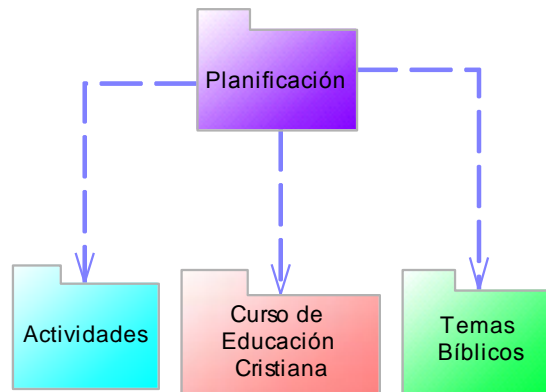 Planificación
Actividades
Curso de
Educación
Cristiana
Temas
Bíblicos